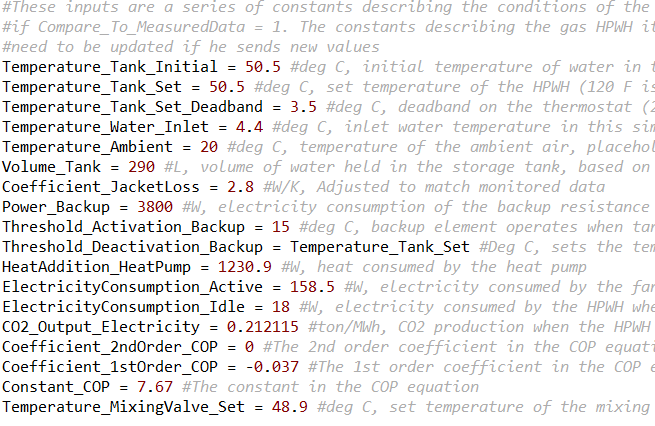 #These inputs are a series of constants describing the conditions of the
#if Compare_To_MeasuredData = 1. The constants describing the gas HPWH it
#need to be updated if he sends new values
Temperature_Tank_Initial = 50.5 #deg C, initial temperature of water in t
Temperature_Tank_Set = 50.5 #deg C, set temperature of the HPWH (120 F is
Temperature_Tank_Set_Deadband = 3.5 #deg C, deadband on the thermostat (2
Temperature_Water_Inlet = 4.4 #deg C, inlet water temperature in this sim
Temperature_Ambient = 20 #deg C, temperature of the ambient air, placehol
Volume_Tank = 290 #L, volume of water held in the storage tank, based on
Coefficient_JacketLoss = 2.8 #W/K, Adjusted to match monitored data
Power_Backup = 3800 #W, electricity consumption of the backup resistance
Threshold_Activation_Backup = 15 #deg C, backup element operates when tan
Threshold_Deactivation_Backup = Temperature_Tank_Set #Deg C, sets the tem
HeatAddition_HeatPump = 1230.9 #W, heat consumed by the heat pump
ElectricityConsumption_Active = 158.5 #W, electricity consumed by the fan
ElectricityConsumption_Idle = 18 #W, electricity consumed by the HPWH whe
CO2_Output_Electricity = 0.212115 #ton/MWh, CO2 production when the HPWH
Coefficient_2ndOrder_COP = 0 #The 2nd order coefficient in the COP equati
Coefficient_1stOrder_COP = -0.037 #The 1st order coefficient in the COP e
Constant_COP = 7.67 #The constant in the COP equation
Temperature_MixingValve_Set = 48.9 #deg C, set temperature of the mixing